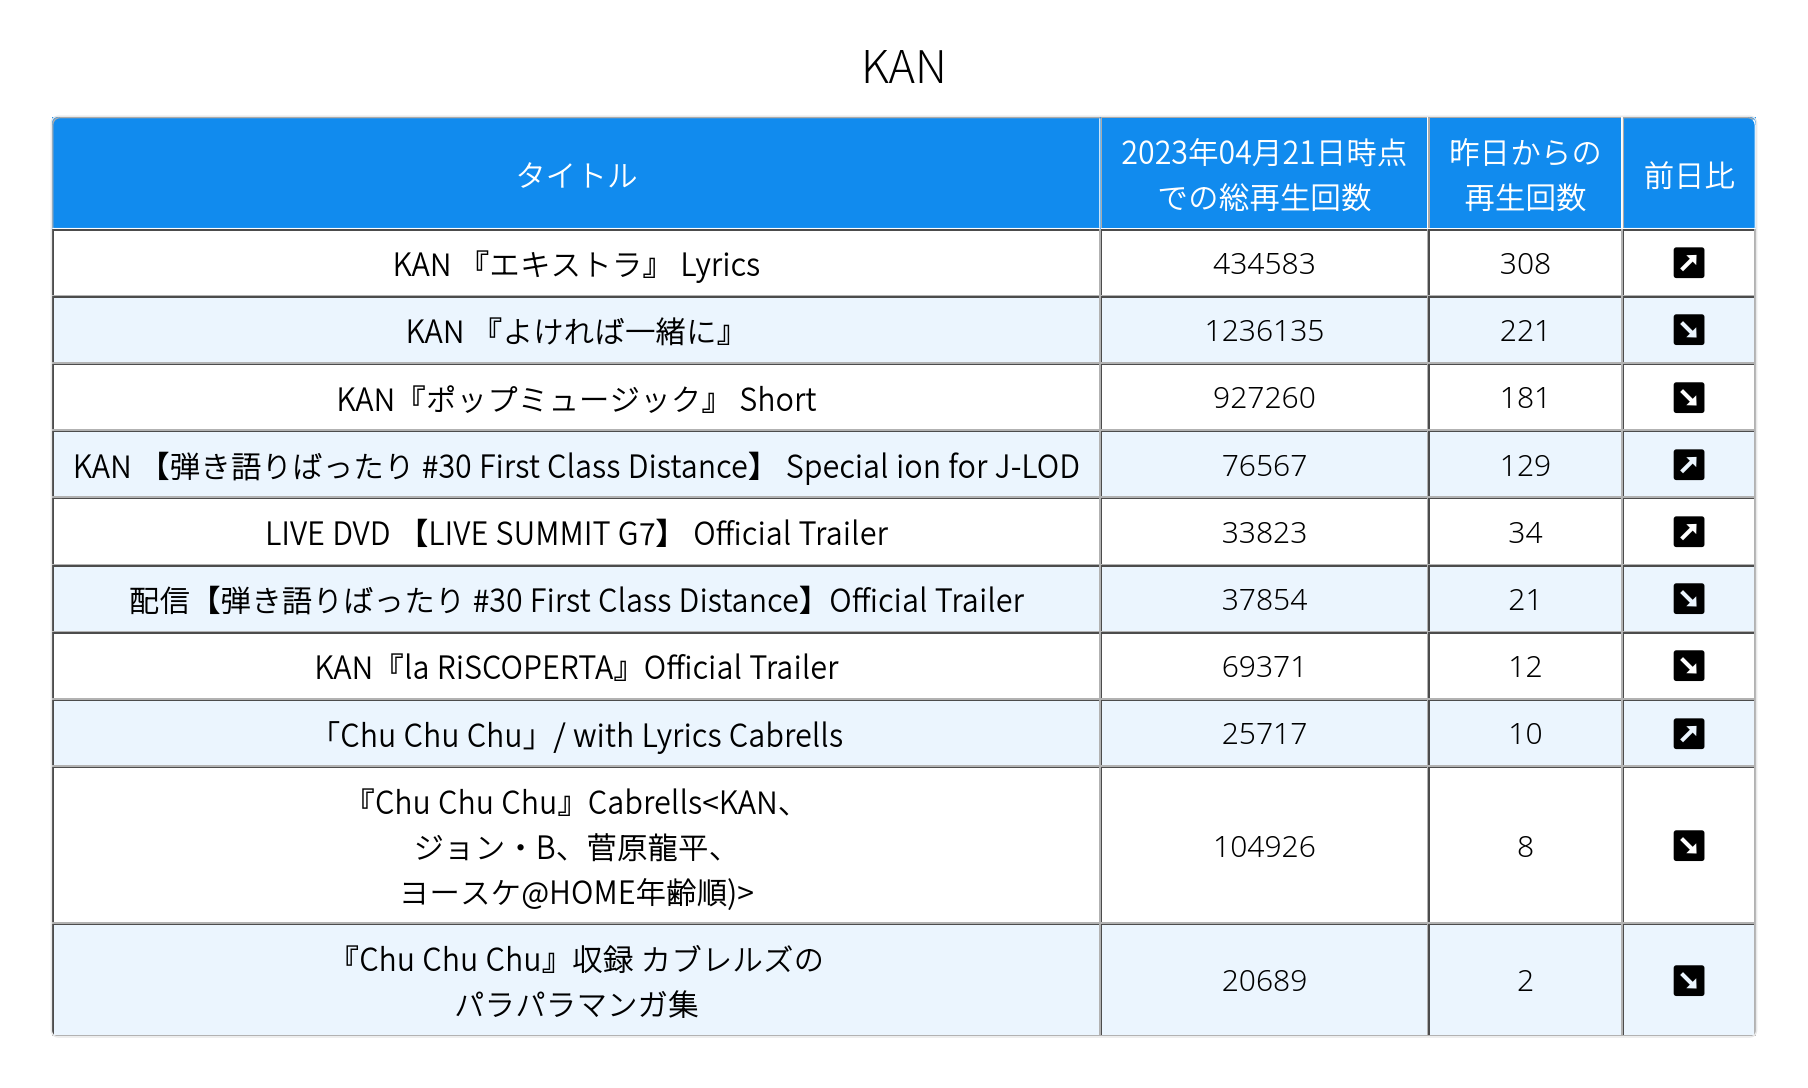 KAN
タイトル
2023年04月21日時点
での総再生回数
昨日からの
再生回数
前日比
KAN 『エキストラ』 Lyrics
434583
308
KAN 『よければ一緒に』
1236135
221
KAN『ポップミュージック』 Short
927260
181
KAN 【弾き語りばったり #30 First Class Distance】 Special ion for J-LOD
76567
129
LIVE DVD 【LIVE SUMMIT G7】 Official Trailer
33823
34
配信【弾き語りばったり #30 First Class Distance】Official Trailer
37854
21
KAN『la RiSCOPERTA』Official Trailer
69371
12
「Chu Chu Chu」/ with Lyrics Cabrells
25717
10
『Chu Chu Chu』Cabrells<KAN、
ジョン・B、菅原龍平、
ヨースケ@HOME年齢順)>
104926
8
『Chu Chu Chu』収録 カブレルズの
パラパラマンガ集
20689
2